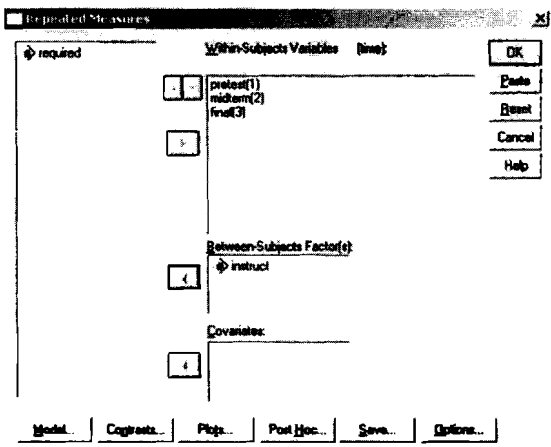 Repeated Measures
required
Within-Subjects Variables (time):
pretest(1)
midterm(2)
final(3)
OK
Paste
Reset
Cancel
Help
Between-Subjects Factor(s):
instruct
Covariates:
Model...
Contrasts...
Plots...
Post Hoc...
Save...
Options...